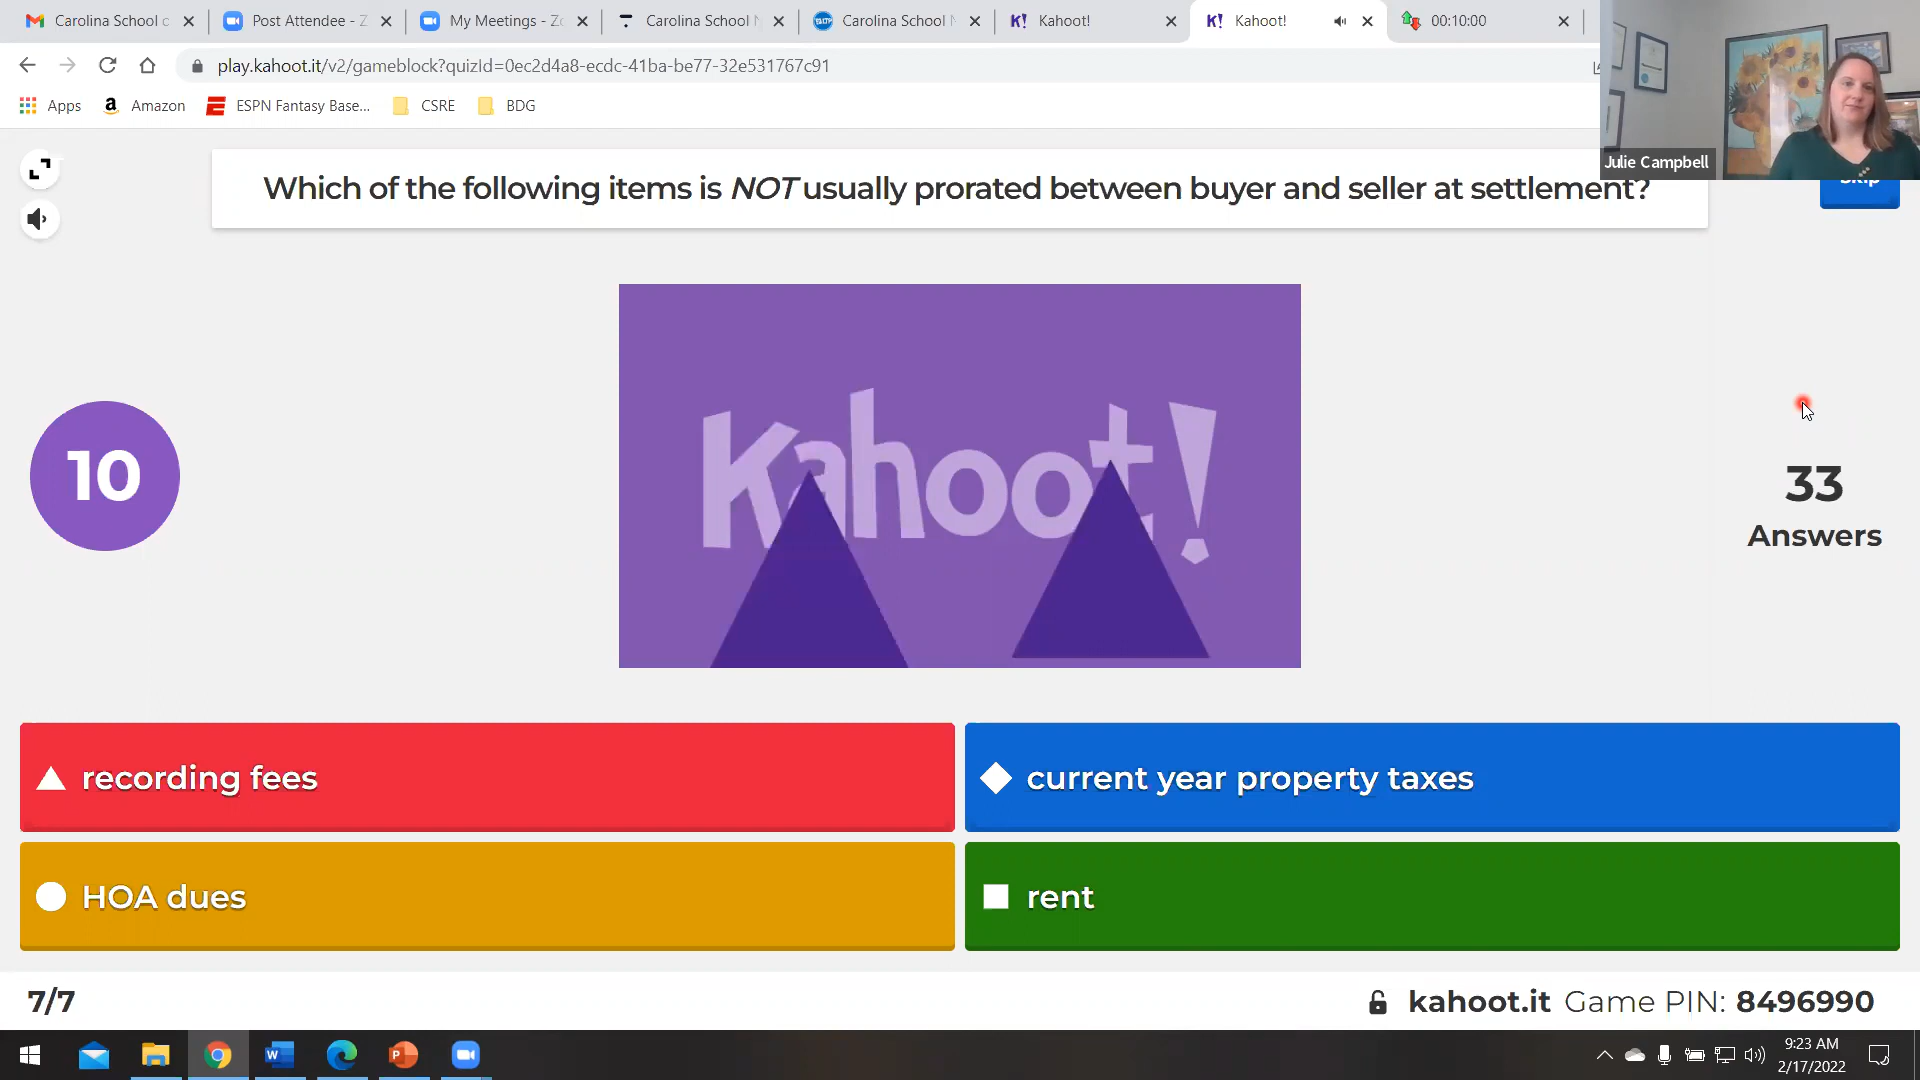 Carolina School c
Post Attendee - Z
My Meetings - Zo
Carolina School N
Carolina School N
Kahoot!
Kahoot!
00:10:00
play.kahoot.it/v2/gameblock?quizId=0ec2d4a8-ecdc-41ba-be77-32e531767c91
Apps
Amazon
ESPN Fantasy Base...
CSRE
BDG
Julie Campbell
Which of the following items is NOT usually prorated between buyer and seller at settlement?
Skip
10
Kahoot!
33
Answers
recording fees
current year property taxes
HOA dues
rent
7/7
kahoot.it Game PIN: 8496990
9:23 AM
2/17/2022